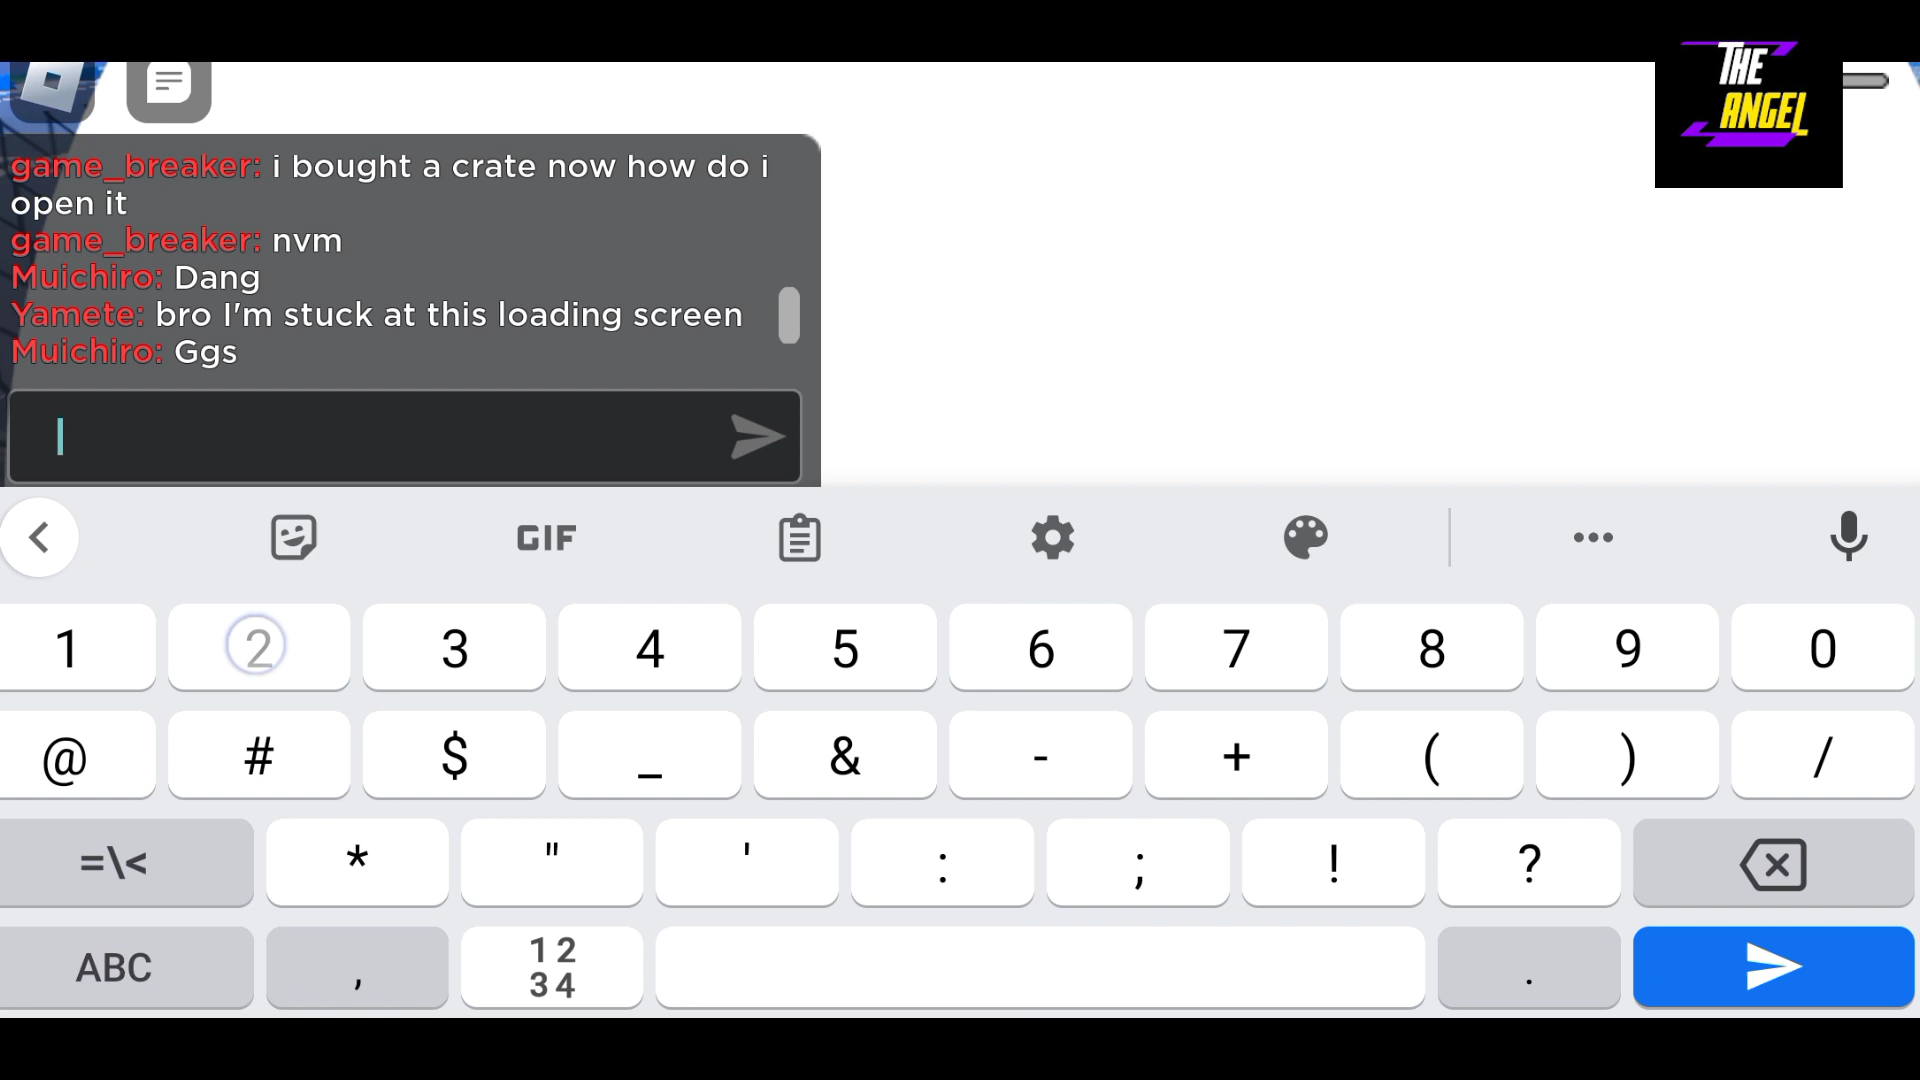 THE
ANGEL
game_breaker: i bought a crate now how do i
open it
game_breaker: nvm
Muichiro: Dang
Yamete: bro I'm stuck at this loading screen
Muichiro: Ggs
GIF
1 2 3 4 5 6 7 8 9 0
@ # $ _ & - + ( ) /
=\< * " ' : ; ! ?
ABC , 1 2 .
3 4